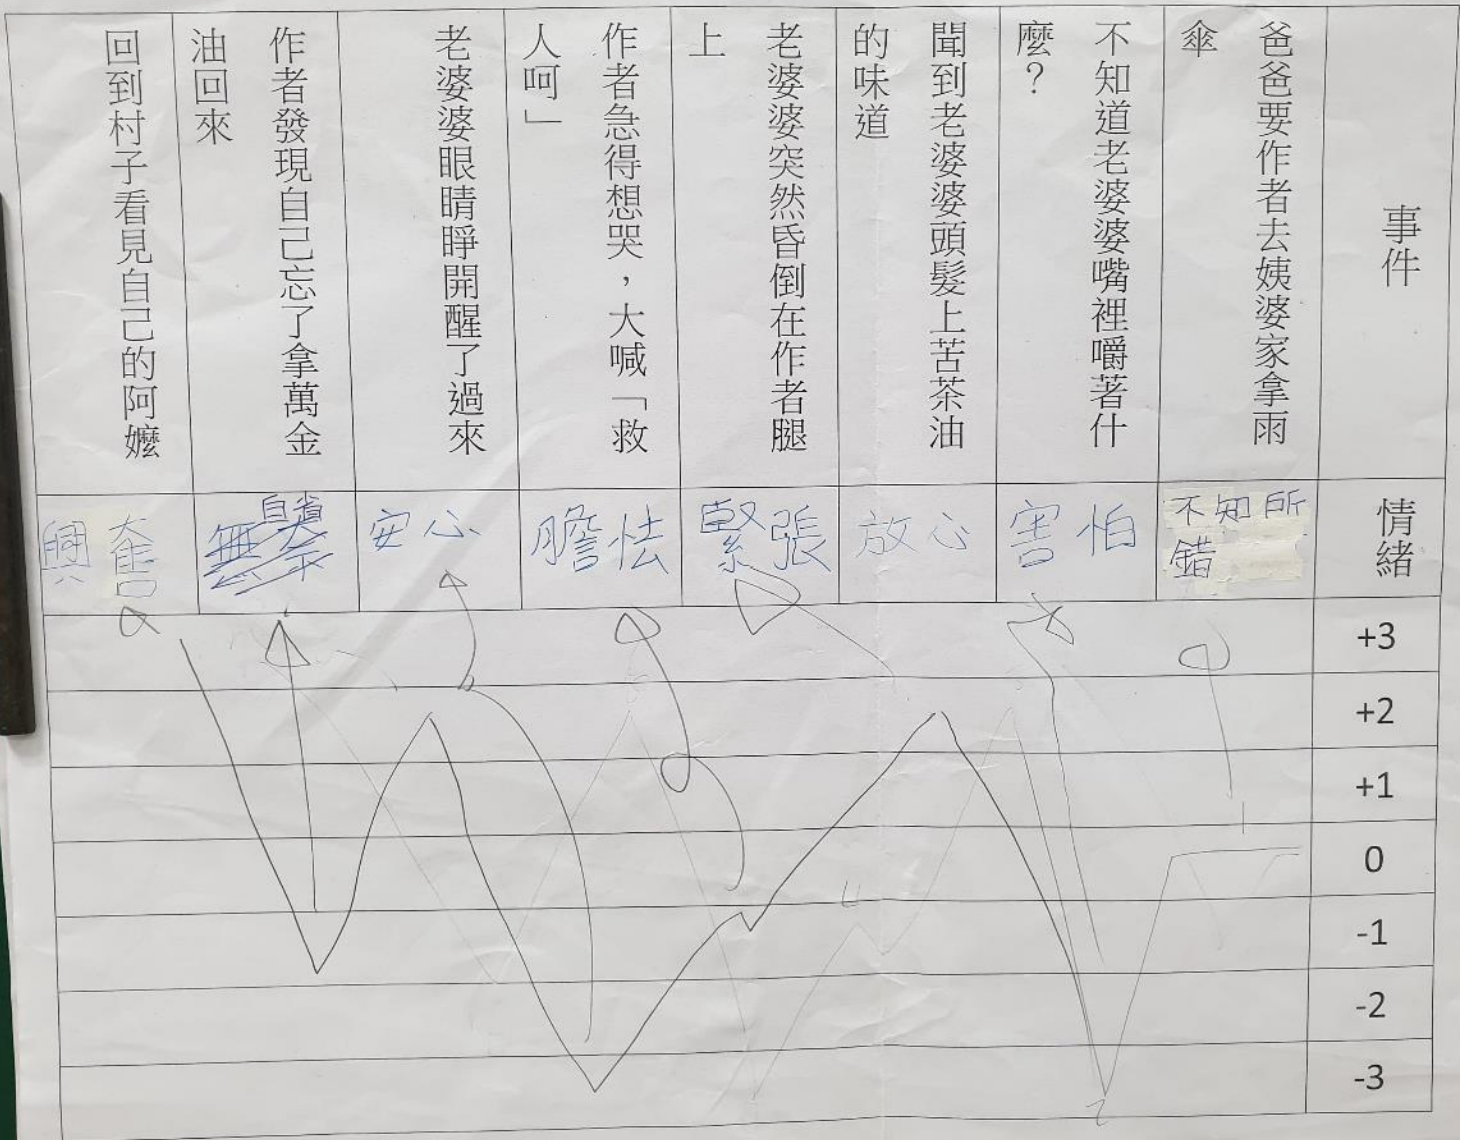 事件
爸爸要作者去姨婆家拿雨
傘
不知道老婆婆嘴裡嚼著什
麼？
聞到老婆婆頭髮上苦茶油
的味道
老婆婆突然昏倒在作者腿
上
作者急得想哭，大喊「救
人呵」
老婆婆眼睛睜開醒了過來
作者發現自己忘了拿萬金
油回來
回到村子看見自己的阿嬤
情緒
不知所
錯
害怕
放心
緊張
膽怯
安心
自責
無奈
興奮
+3
+2
+1
0
-1
-2
-3